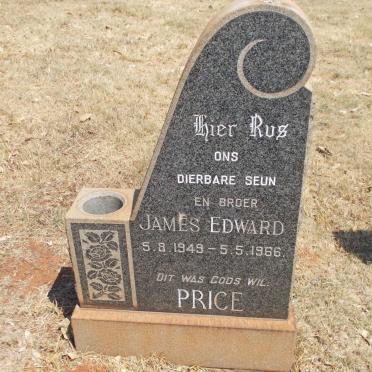 Hier Rus
ONS
DIERBARE SEUN
EN BROER
JAMES EDWARD
5.8.1949-5.5.1966.
DIT WAS GODS WIL.
PRICE